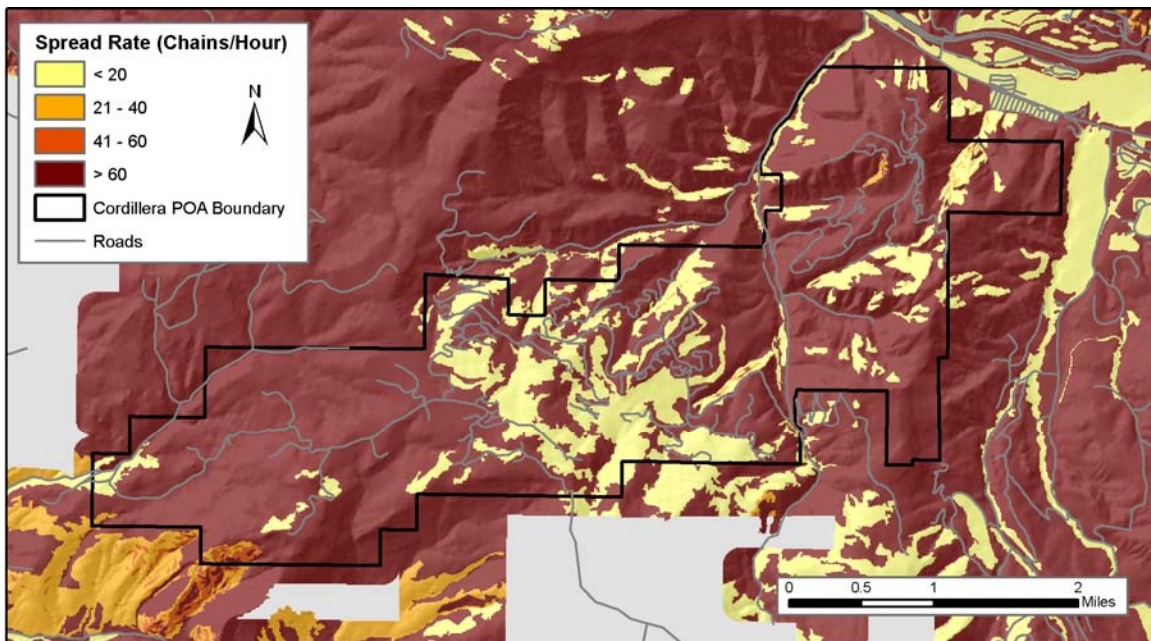 Spread Rate (Chains/Hour)
< 20
21 - 40
41 - 60
> 60
Cordillera POA Boundary
Roads
N
0 0.5 1 2
Miles